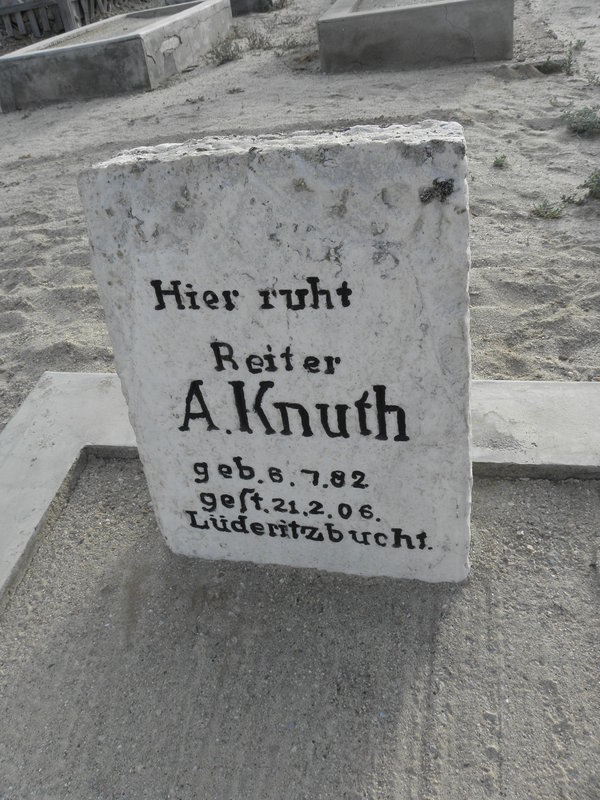 Hier ruht
Reiter
A. Knuth
geb. 6. 7. 82
geſt. 21. 2. 06.
Lüderitzbucht.